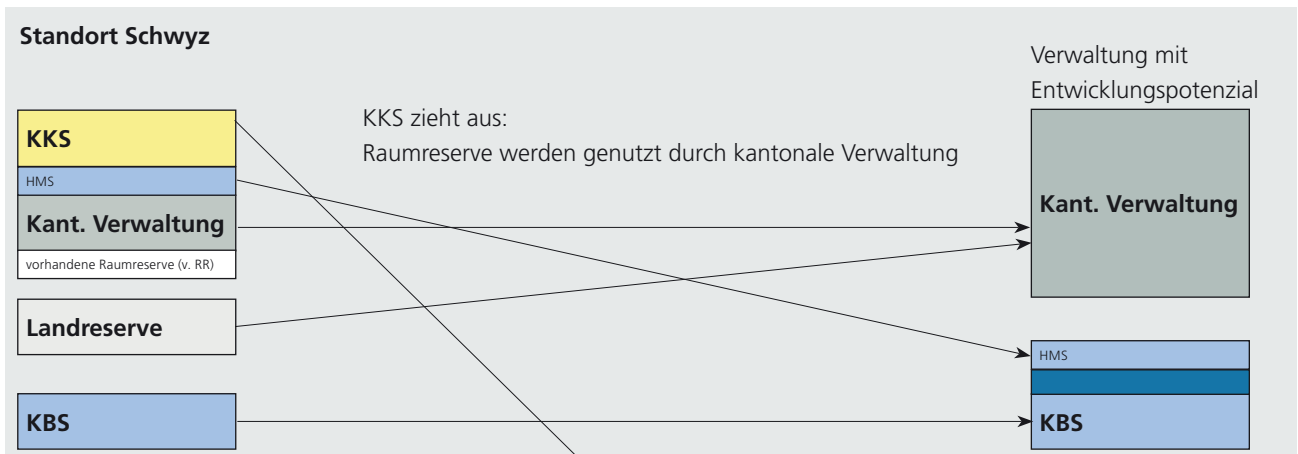 Standort Schwyz
Verwaltung mit
Entwicklungspotenzial
KKS zieht aus:
Raumreserve werden genutzt durch kantonale Verwaltung
KKS
HMS
Kant. Verwaltung
vorhandene Raumreserve (v. RR)
Landreserve
KBS
Kant. Verwaltung
HMS
KBS